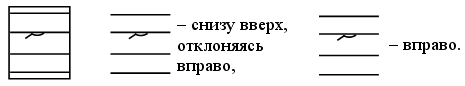 – снизу вверх,
отклоняясь
вправо,
– вправо.